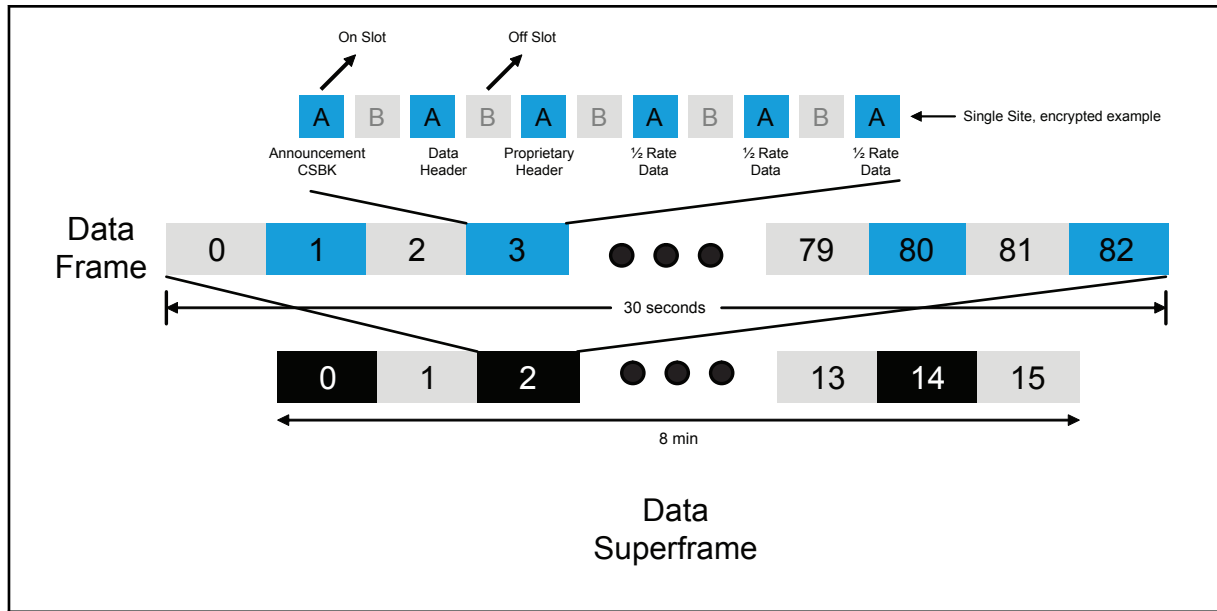 On Slot
Off Slot
A B A B A B A B A B A
Single Site, encrypted example
Announcement
CSBK
Data
Header
Proprietary
Header
½ Rate
Data
½ Rate
Data
½ Rate
Data
Data
Frame
0 1 2 3 79 80 81 82
30 seconds
0 1 2 13 14 15
8 min
Data
Superframe